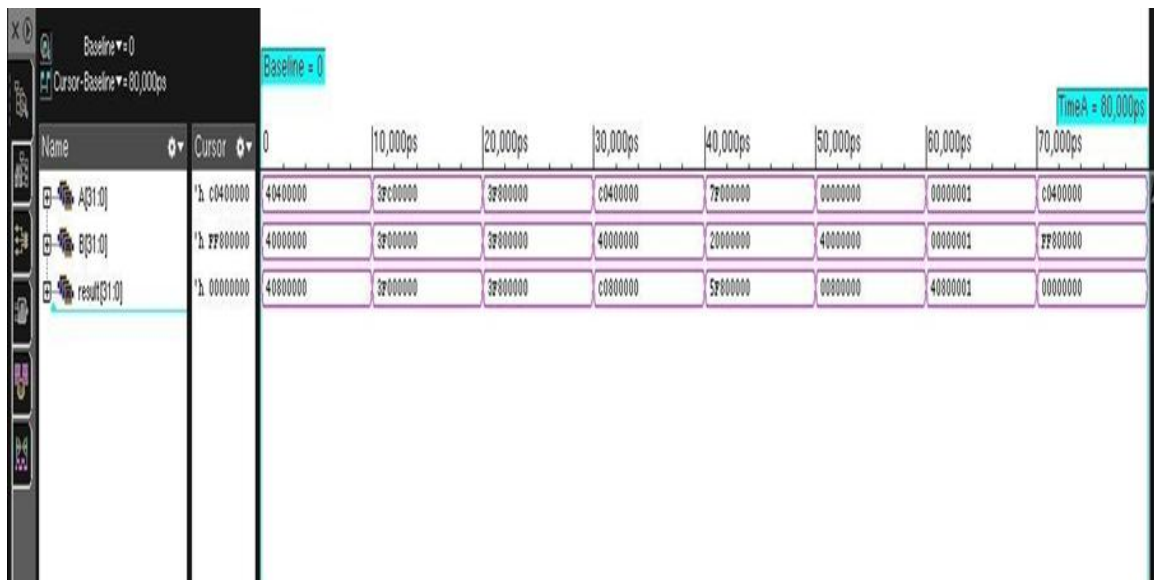 Baseline▼=0
Cursor-Baseline▼=80,000ps
Baseline = 0
TimeA = 80,000ps
Name Cursor 0 10,000ps 20,000ps 30,000ps 40,000ps 50,000ps 60,000ps 70,000ps
A[31:0] 'h C0400000 40400000 3FC00000 3F800000 C0400000 7F000000 00000000 00000001 C0400000
B[31:0] 'h FF800000 40000000 3F000000 3F800000 40000000 20000000 40000000 00000001 FF800000
result[31:0] 'h 00000000 40800000 3F000000 3F800000 C0800000 5F800000 00800000 40800001 00000000